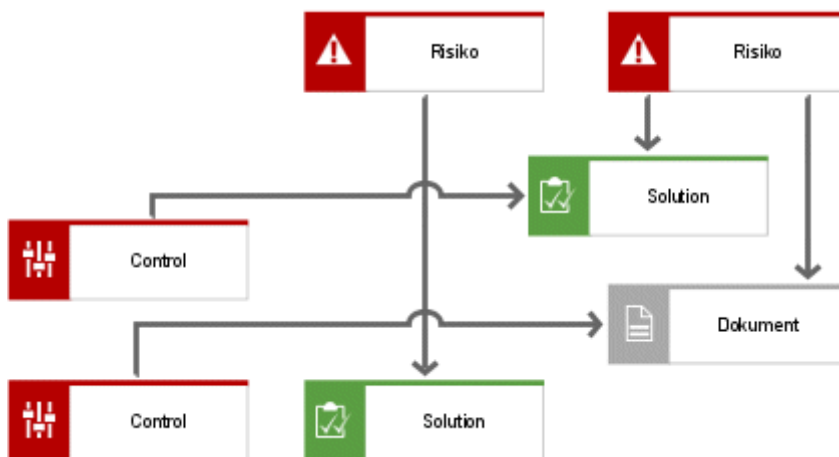 Risiko
Risiko
Solution
Control
Dokument
Control
Solution